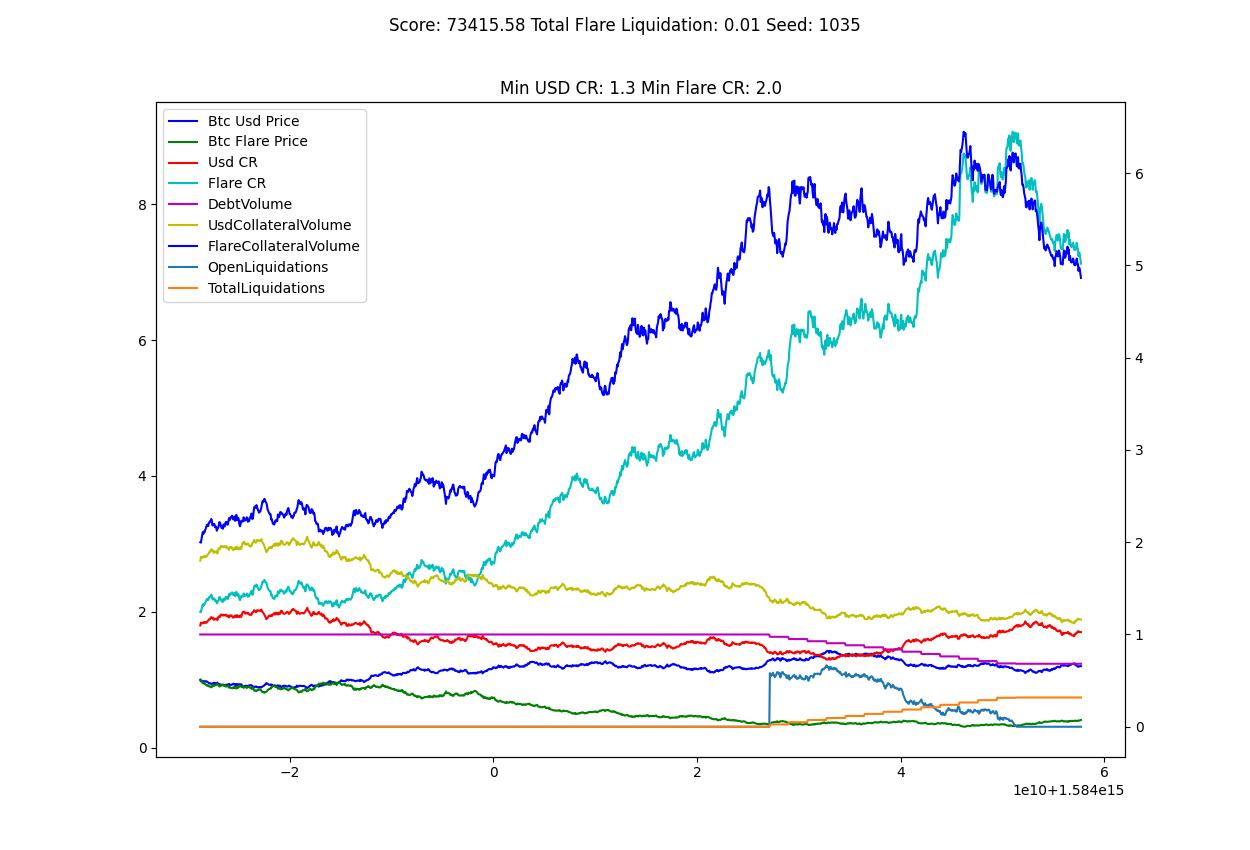 Score: 73415.58 Total Flare Liquidation: 0.01 Seed: 1035
Min USD CR: 1.3 Min Flare CR: 2.0
Btc Usd Price
Btc Flare Price
Usd CR
Flare CR
DebtVolume
UsdCollateralVolume
FlareCollateralVolume
OpenLiquidations
TotalLiquidations
8
6
4
2
0
6
5
4
3
2
1
0
−2
0
2
4
6
1e10+1.584e15